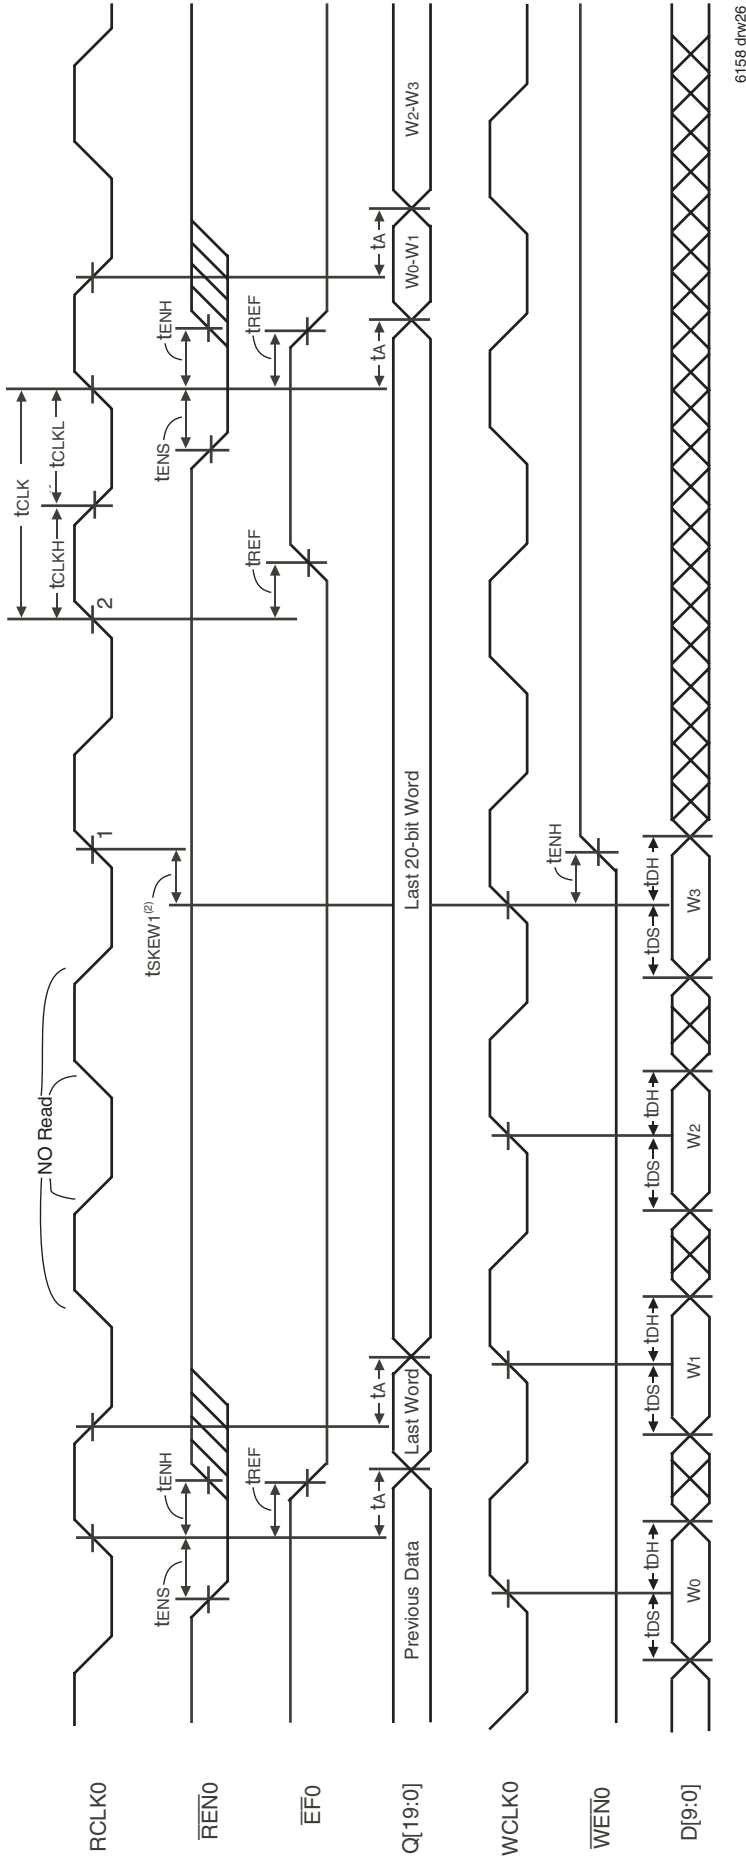 RCLK0
NO Read
1
2
tCLK
tCLKH
tCLKL
REN0
tENS
tENH
tSKEW1(2)
tENS
tENH
EF0
tREF
tREF
tREF
Q[19:0]
Previous Data
tA
Last Word
tA
Last 20-bit Word
tA
W0-W1
tA
W2-W3
WCLK0
WEN0
tENH
D[9:0]
tDS
tDH
W0
tDS
tDH
W1
tDS
tDH
W2
tDS
tDH
W3
6158 drw26